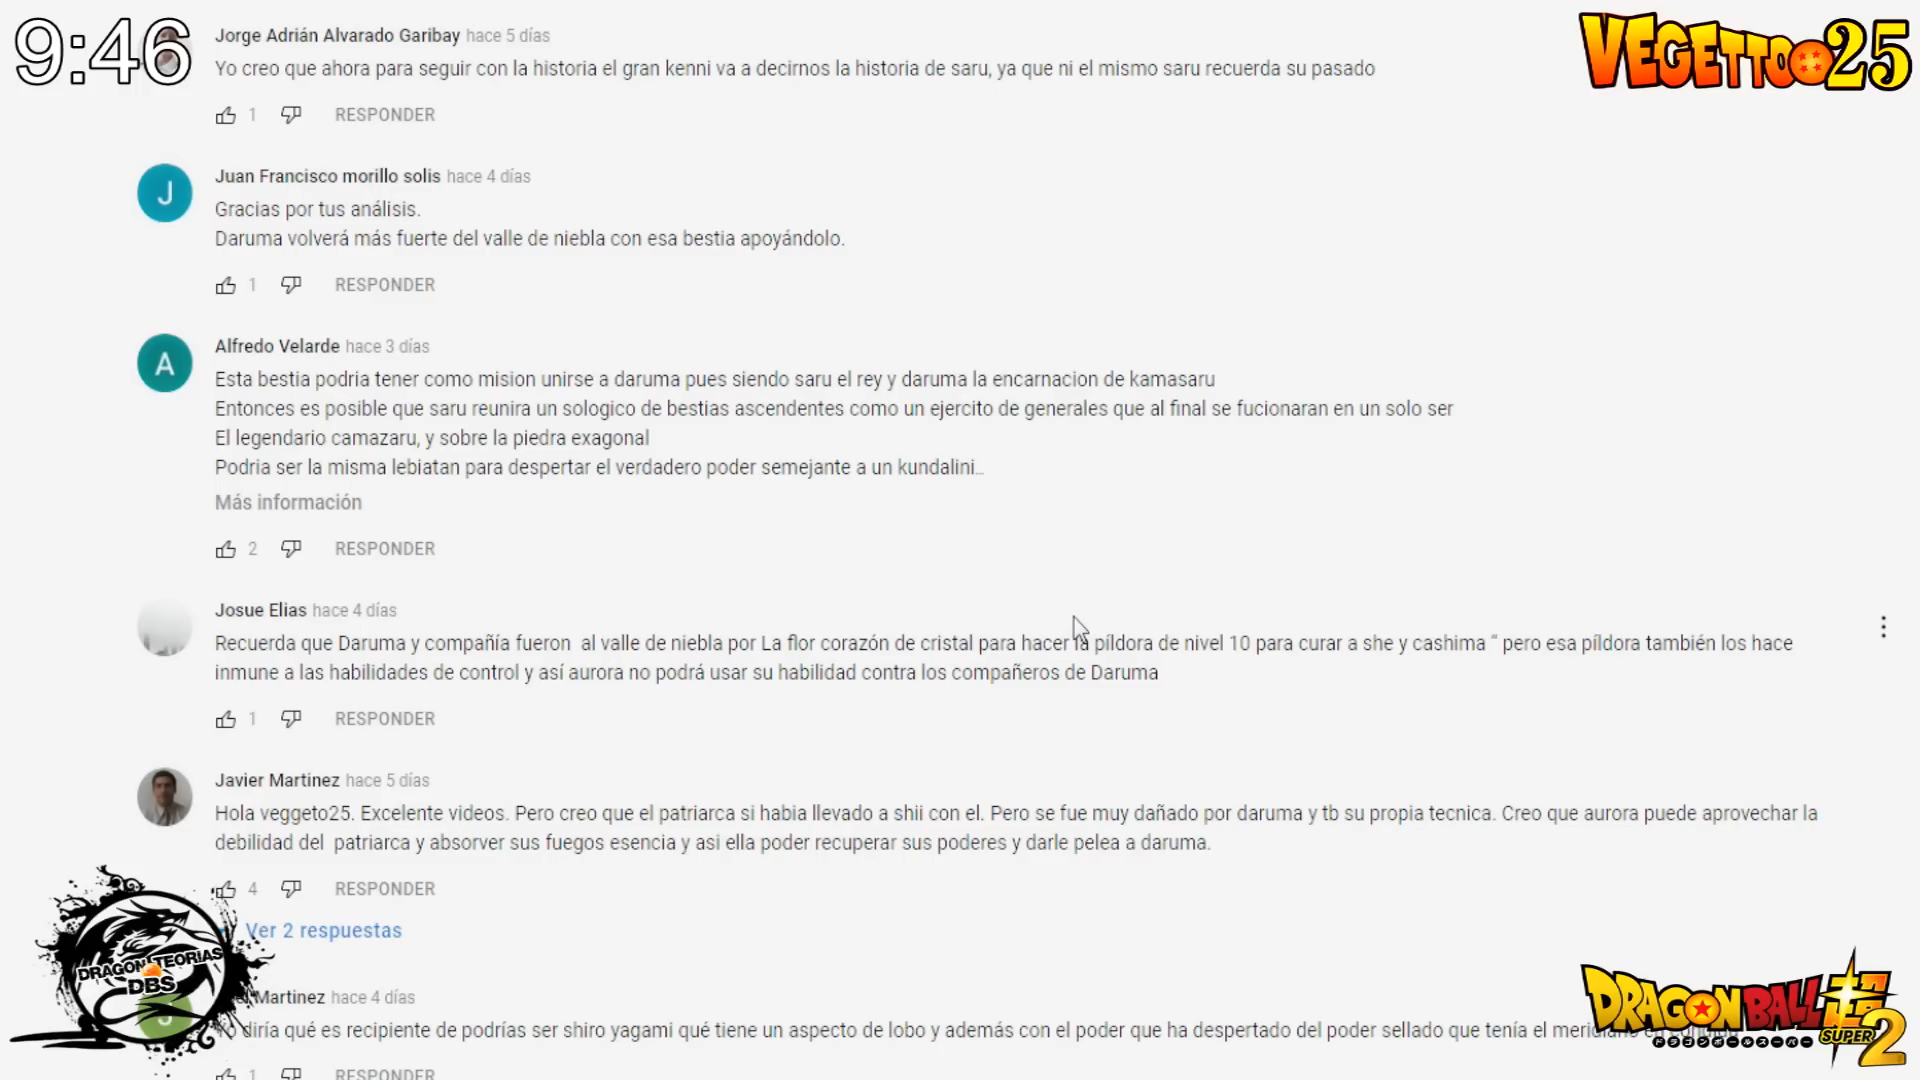 9:46
VEGETTO 25
Jorge Adrián Alvarado Garibay hace 5 días
Yo creo que ahora para seguir con la historia el gran kenni va a decirnos la historia de saru, ya que ni el mismo saru recuerda su pasado
1 RESPONDER
J
Juan Francisco morillo solis hace 4 días
Gracias por tus análisis.
Daruma volverá más fuerte del valle de niebla con esa bestia apoyándolo.
1 RESPONDER
A
Alfredo Velarde hace 3 días
Esta bestia podria tener como mision unirse a daruma pues siendo saru el rey y daruma la encarnacion de kamasaru
Entonces es posible que saru reunira un sologico de bestias ascendentes como un ejercito de generales que al final se fucionaran en un solo ser
El legendario camazaru, y sobre la piedra exagonal
Podria ser la misma lebiatan para despertar el verdadero poder semejante a un kundalini...
Más información
2 RESPONDER
Josue Elias hace 4 días
Recuerda que Daruma y compañía fueron al valle de niebla por La flor corazón de cristal para hacer la píldora de nivel 10 para curar a she y cashima “ pero esa píldora también los hace
inmune a las habilidades de control y así aurora no podrá usar su habilidad contra los compañeros de Daruma
1 RESPONDER
Javier Martinez hace 5 días
Hola veggeto25. Excelente videos. Pero creo que el patriarca si habia llevado a shii con el. Pero se fue muy dañado por daruma y tb su propia tecnica. Creo que aurora puede aprovechar la
debilidad del patriarca y absorver sus fuegos esencia y asi ella poder recuperar sus poderes y darle pelea a daruma.
4 RESPONDER
Ver 2 respuestas
DRAGON TEORIAS
DBS
Martinez hace 4 días
diría qué es recipiente de podrías ser shiro yagami qué tiene un aspecto de lobo y además con el poder que ha despertado del poder sellado que tenía el
1 RESPONDER
DRAGON BALL
ドラゴンボールスーパー SUPER 2